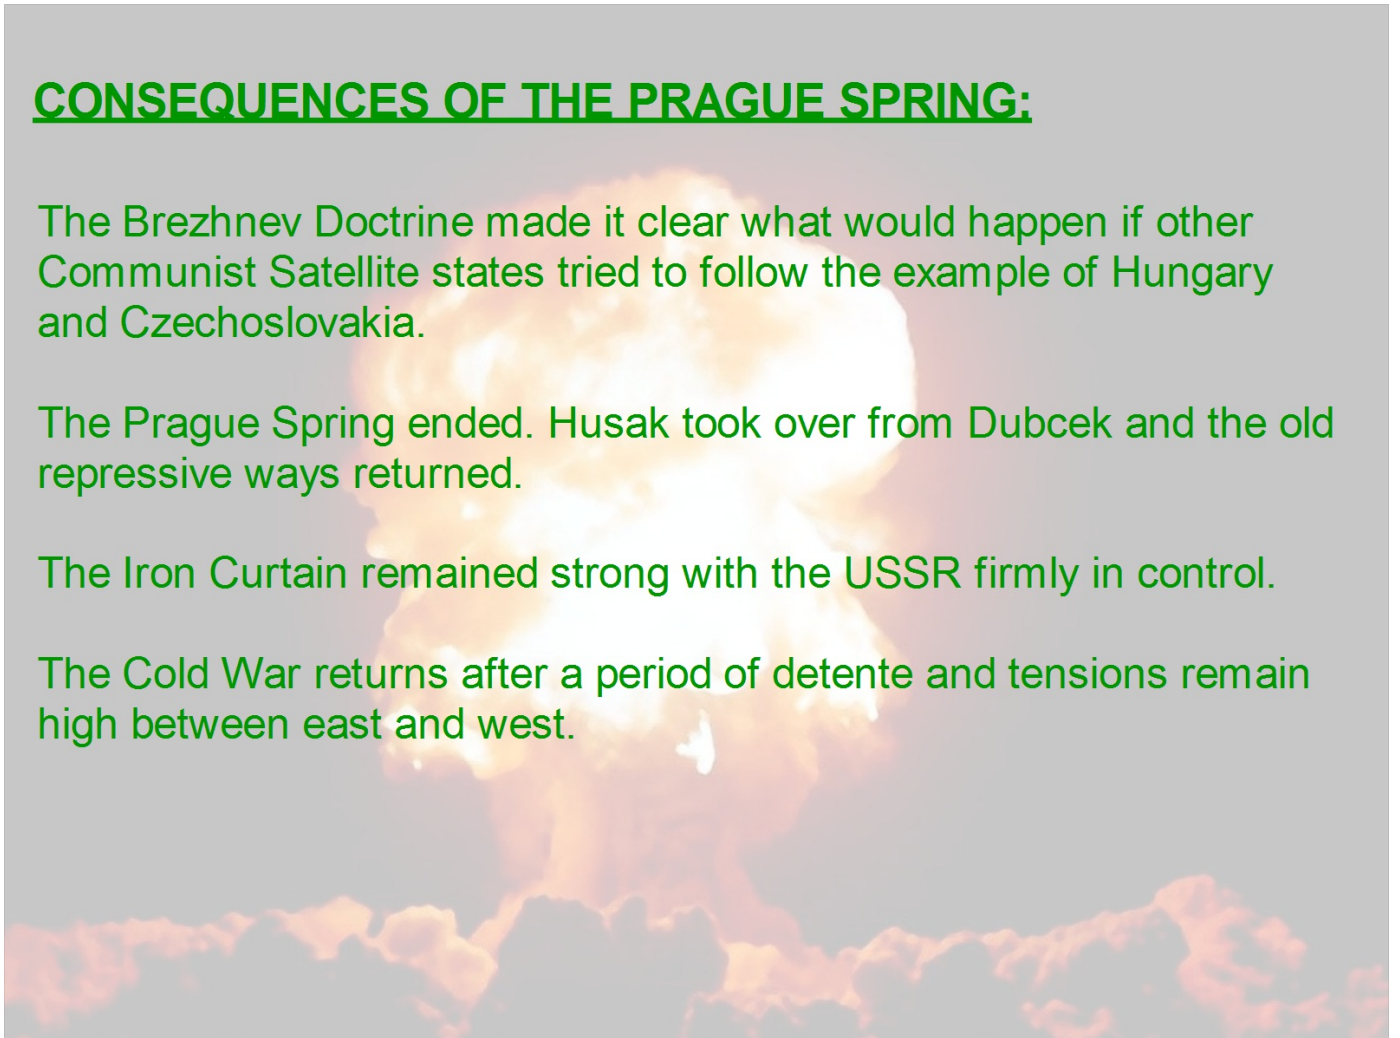 CONSEQUENCES OF THE PRAGUE SPRING:
The Brezhnev Doctrine made it clear what would happen if other
Communist Satellite states tried to follow the example of Hungary
and Czechoslovakia.
The Prague Spring ended. Husak took over from Dubcek and the old
repressive ways returned.
The Iron Curtain remained strong with the USSR firmly in control.
The Cold War returns after a period of detente and tensions remain
high between east and west.